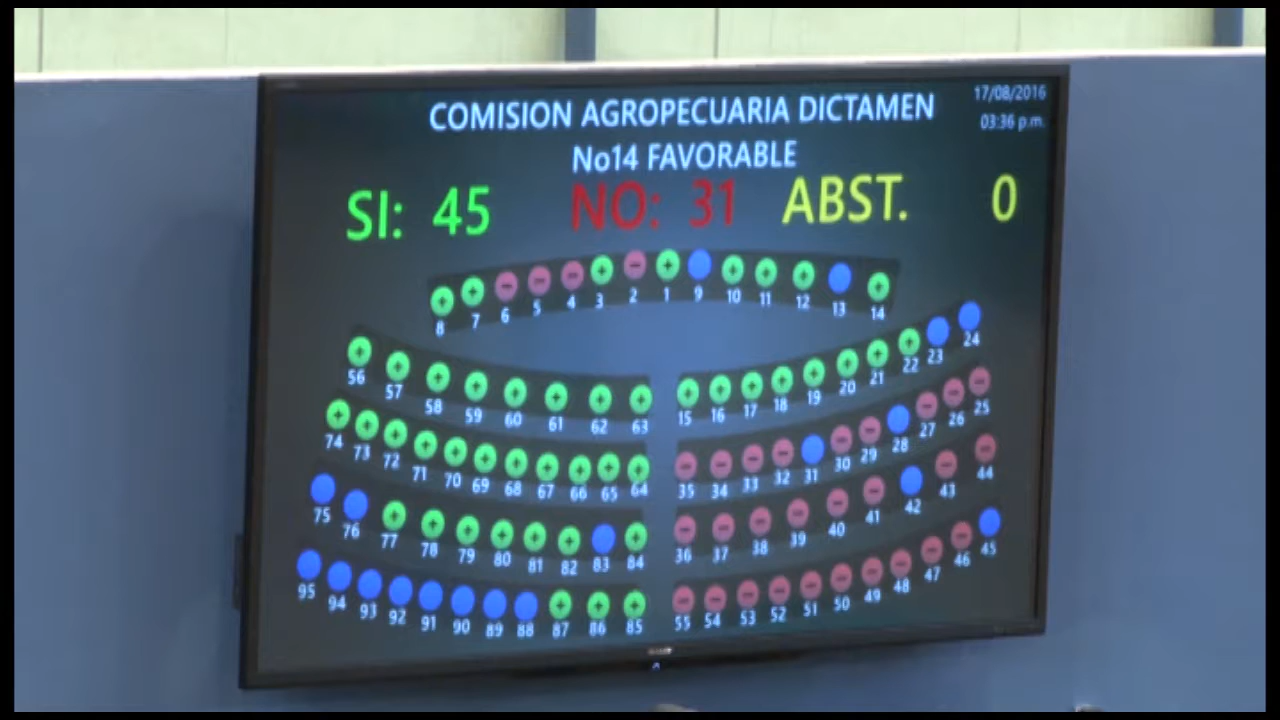 COMISION AGROPECUARIA DICTAMEN
17/08/2016
03:36 p.m.
No14 FAVORABLE
SI: 45 NO: 31 ABST. 0
8 7 6 5 4 3 2 1 9 10 11 12 13 14
56 57 58 59 60 61 62 63 15 16 17 18 19 20 21 22 23 24
74 73 72 71 70 69 68 67 66 65 64 35 34 33 32 31 30 29 28 27 26 25
75 76 77 78 79 80 81 82 83 84 36 37 38 39 40 41 42 43 44
95 94 93 92 91 90 89 88 87 86 85 55 54 53 52 51 50 49 48 47 46 45